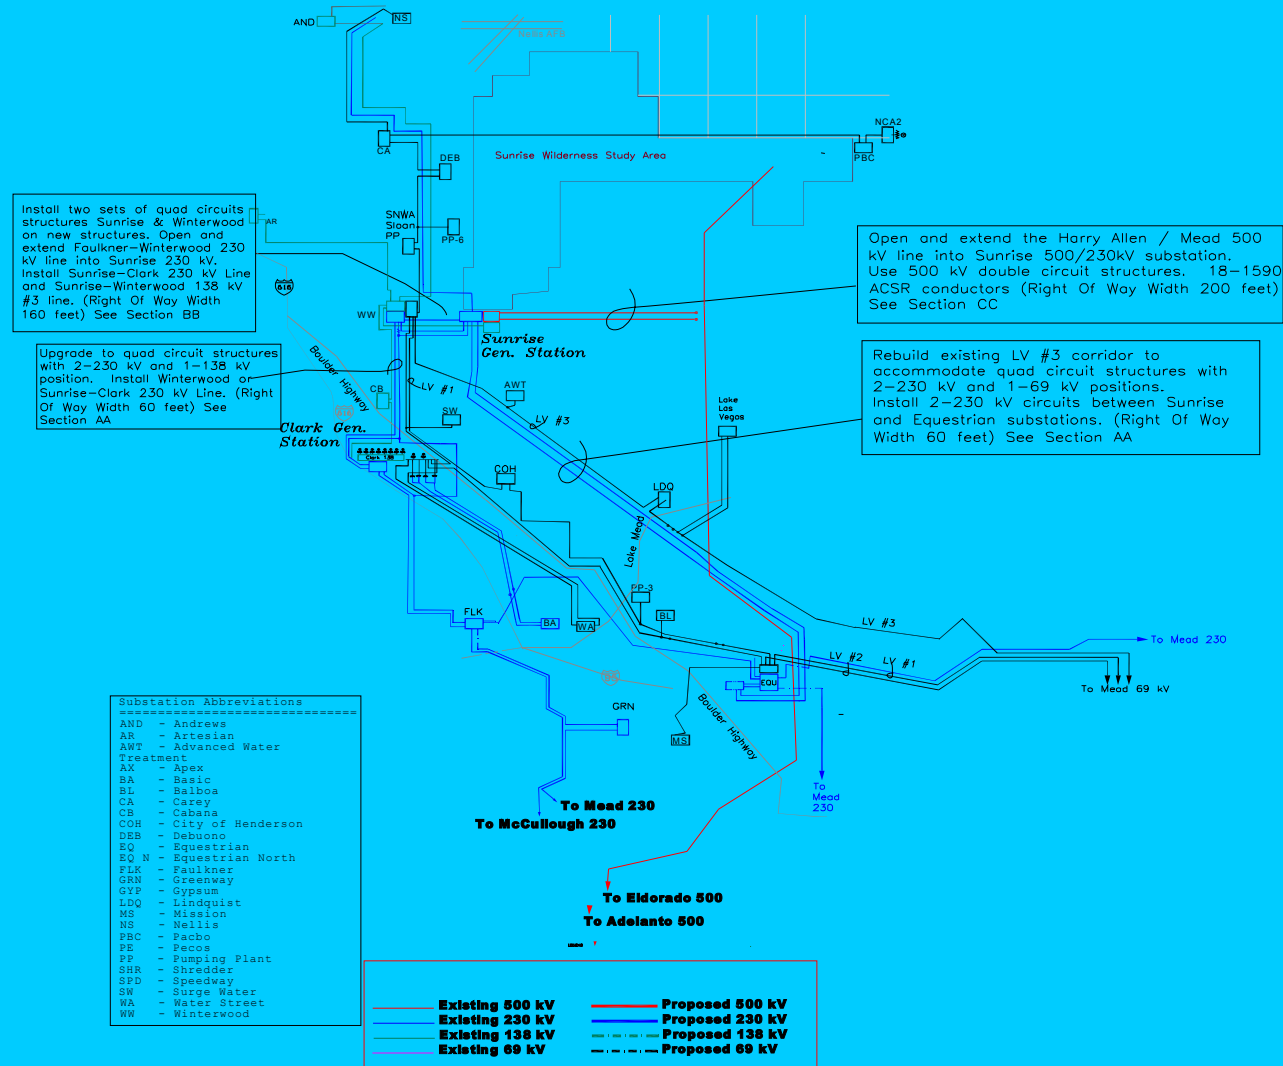 AND
NS
Nellis AFB
NCA2
CA
PBC
DEB
Sunrise Wilderness Study Area
Install two sets of quad circuits
structures Sunrise & Winterwood
on new structures. Open and
extend Faulkner-Winterwood 230
kV line into Sunrise 230 kV.
Install Sunrise-Clark 230 kV Line
and Sunrise-Winterwood 138 kV
#3 line. (Right Of Way Width
160 feet) See Section BB
AR
SNWA
Sloan
PP
PP-6
Open and extend the Harry Allen / Mead 500
kV line into Sunrise 500/230kV substation.
Use 500 kV double circuit structures. 18-1590
ACSR conductors (Right Of Way Width 200 feet)
See Section CC
WW
Sunrise
Gen. Station
Upgrade to quad circuit structures
with 2-230 kV and 1-138 kV
position. Install Winterwood or
Sunrise-Clark 230 kV Line. (Right
Of Way Width 60 feet) See
Section AA
Boulder Highway
Rebuild existing LV #3 corridor to
accommodate quad circuit structures with
2-230 kV and 1-69 kV positions.
Install 2-230 kV circuits between Sunrise
and Equestrian substations. (Right Of Way
Width 60 feet) See Section AA
CB
LV #1
AWT
SW
LV #3
Lake
Las
Vegas
Clark Gen.
Station
COH
LDQ
Lake Mead
PP-3
BL
FLK
BA
WA
LV #3
To Mead 230
LV #2
LV #1
EQU
To Mead 69 kV
GRN
MS
Boulder Highway
To
Mead
230
To Mead 230
To McCullough 230
To Eldorado 500
To Adelanto 500
Substation Abbreviations
==============================
AND - Andrews
AR - Artesian
AWT - Advanced Water
Treatment
AX - Apex
BA - Basic
BL - Balboa
CA - Carey
CB - Cabana
COH - City of Henderson
DEB - Debuono
EQ - Equestrian
EQ N - Equestrian North
FLK - Faulkner
GRN - Greenway
GYP - Gypsum
LDQ - Lindquist
MS - Mission
NS - Nellis
PBC - Pacbo
PE - Pecos
PP - Pumping Plant
SHR - Shredder
SPD - Speedway
SW - Surge Water
WA - Water Street
WW - Winterwood
Existing 500 kV
Proposed 500 kV
Existing 230 kV
Proposed 230 kV
Existing 138 kV
Proposed 138 kV
Existing 69 kV
Proposed 69 kV